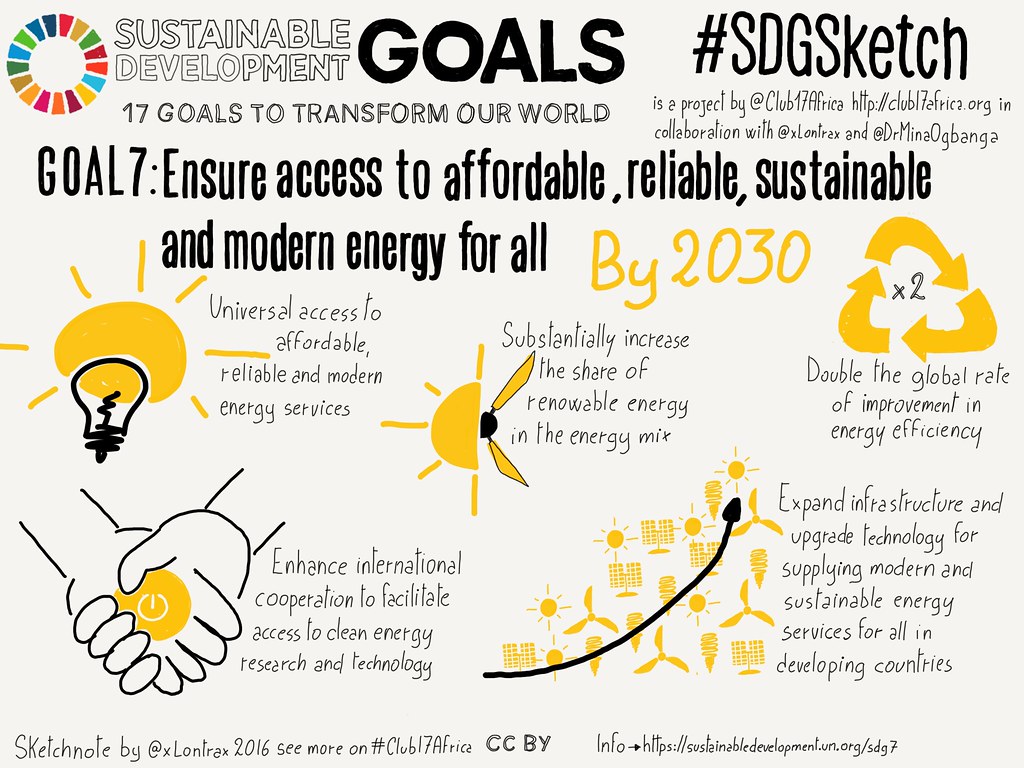 SUSTAINABLE
DEVELOPMENT
GOALS
17 GOALS TO TRANSFORM OUR WORLD
#SDGSketch
is a project by @Club17Africa http://club17africa.org in
collaboration with @xLontrax and @DrMinaOgbanga
GOAL7: Ensure access to affordable, reliable, sustainable
and modern energy for all
By 2030
Universal access to
affordable,
reliable and modern
energy services
Substantially increase
the share of
renowable energy
in the energy mix
x2
Double the global rate
of improvement in
energy efficiency
Enhance international
cooperation to facilitate
access to clean energy
research and technology
Expand infrastructure and
upgrade technology for
supplying modern and
sustainable energy
services for all in
developing countries
Sketchnote by @xLontrax 2016 see more on #Club17Africa CC BY
Info→https://sustainabledevelopment.un.org/sdg7